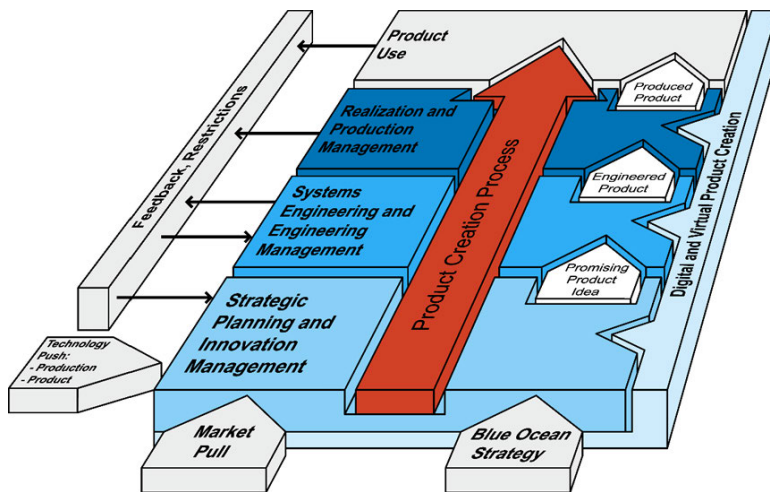 Product
Use
Produced
Product
Realization and
Production
Management
Feedback, Restrictions
Engineered
Product
Systems
Engineering and
Engineering
Management
Product Creation Process
Digital and Virtual Product Creation
Promising
Product
Idea
Strategic
Planning and
Innovation
Management
Technology
Push:
- Production
- Product
Market
Pull
Blue Ocean
Strategy